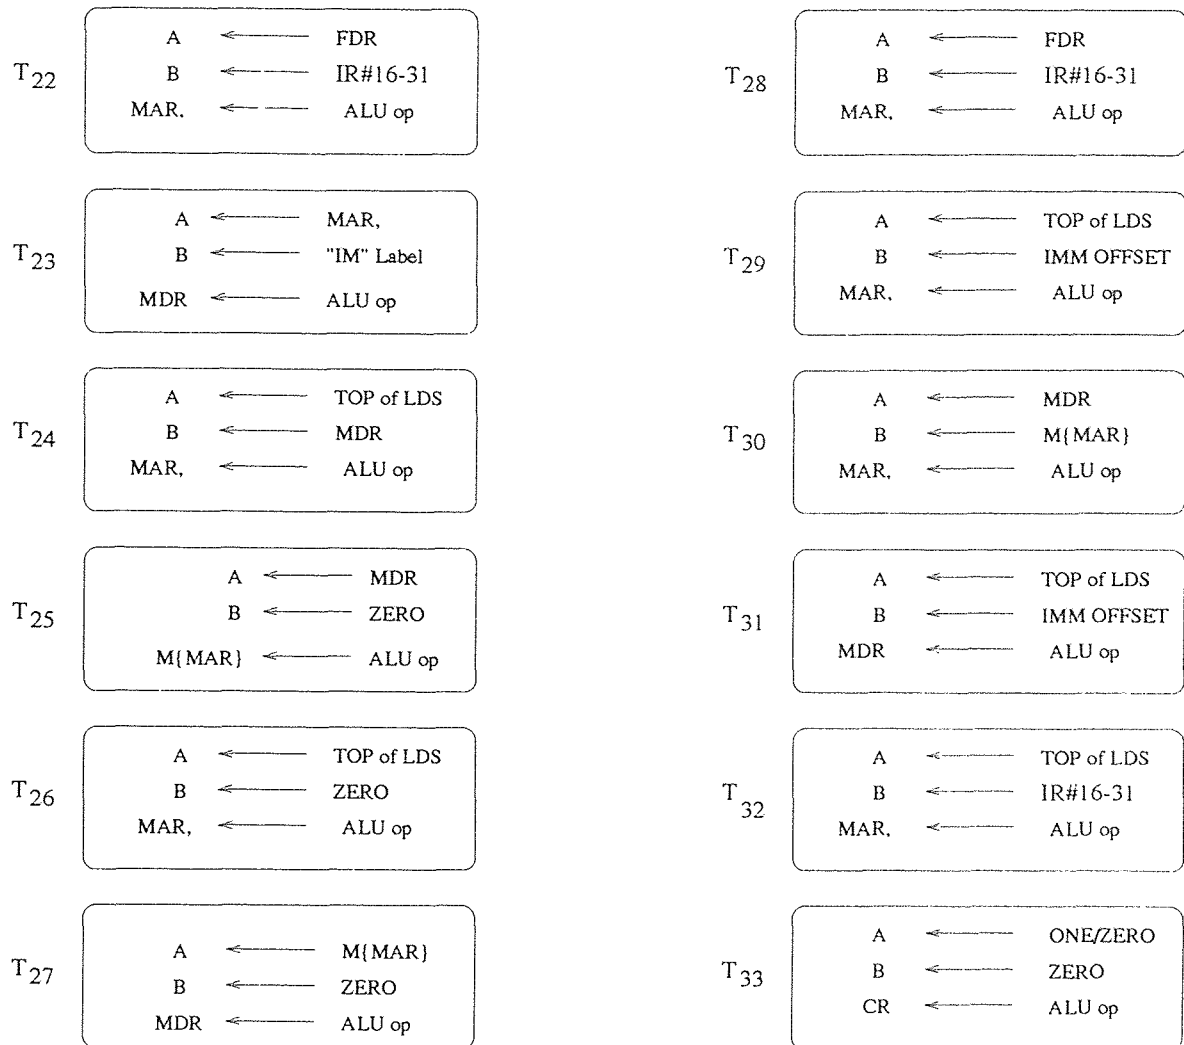 A ← FDR
T22 B ← IR#16-31
MAR, ← ALU op
A ← MAR,
T23 B ← "IM" Label
MDR ← ALU op
A ← TOP of LDS
T24 B ← MDR
MAR, ← ALU op
A ← MDR
T25 B ← ZERO
M{MAR} ← ALU op
A ← TOP of LDS
T26 B ← ZERO
MAR, ← ALU op
A ← M{MAR}
T27 B ← ZERO
MDR ← ALU op
A ← FDR
T28 B ← IR#16-31
MAR, ← ALU op
A ← TOP of LDS
T29 B ← IMM OFFSET
MAR, ← ALU op
A ← MDR
T30 B ← M{MAR}
MAR, ← ALU op
A ← TOP of LDS
T31 B ← IMM OFFSET
MDR ← ALU op
A ← TOP of LDS
T32 B ← IR#16-31
MAR, ← ALU op
A ← ONE/ZERO
T33 B ← ZERO
CR ← ALU op